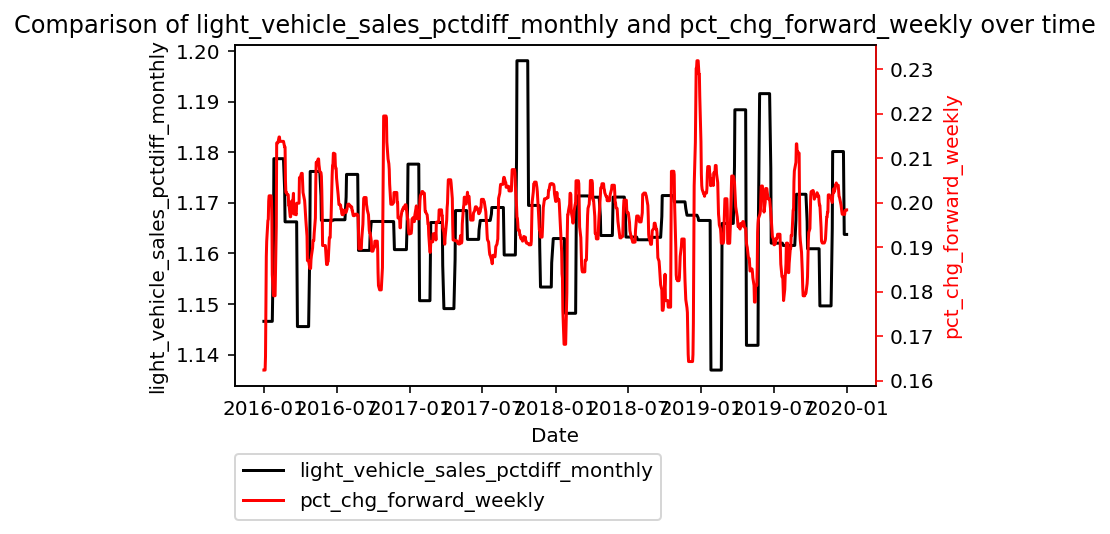 Comparison of light_vehicle_sales_pctdiff_monthly and pct_chg_forward_weekly over time
light_vehicle_sales_pctdiff_monthly
1.20
1.19
1.18
1.17
1.16
1.15
1.14
0.23
0.22
0.21
0.20
0.19
0.18
0.17
0.16
pct_chg_forward_weekly
2016-01 2016-07 2017-01 2017-07 2018-01 2018-07 2019-01 2019-07 2020-01
Date
light_vehicle_sales_pctdiff_monthly
pct_chg_forward_weekly